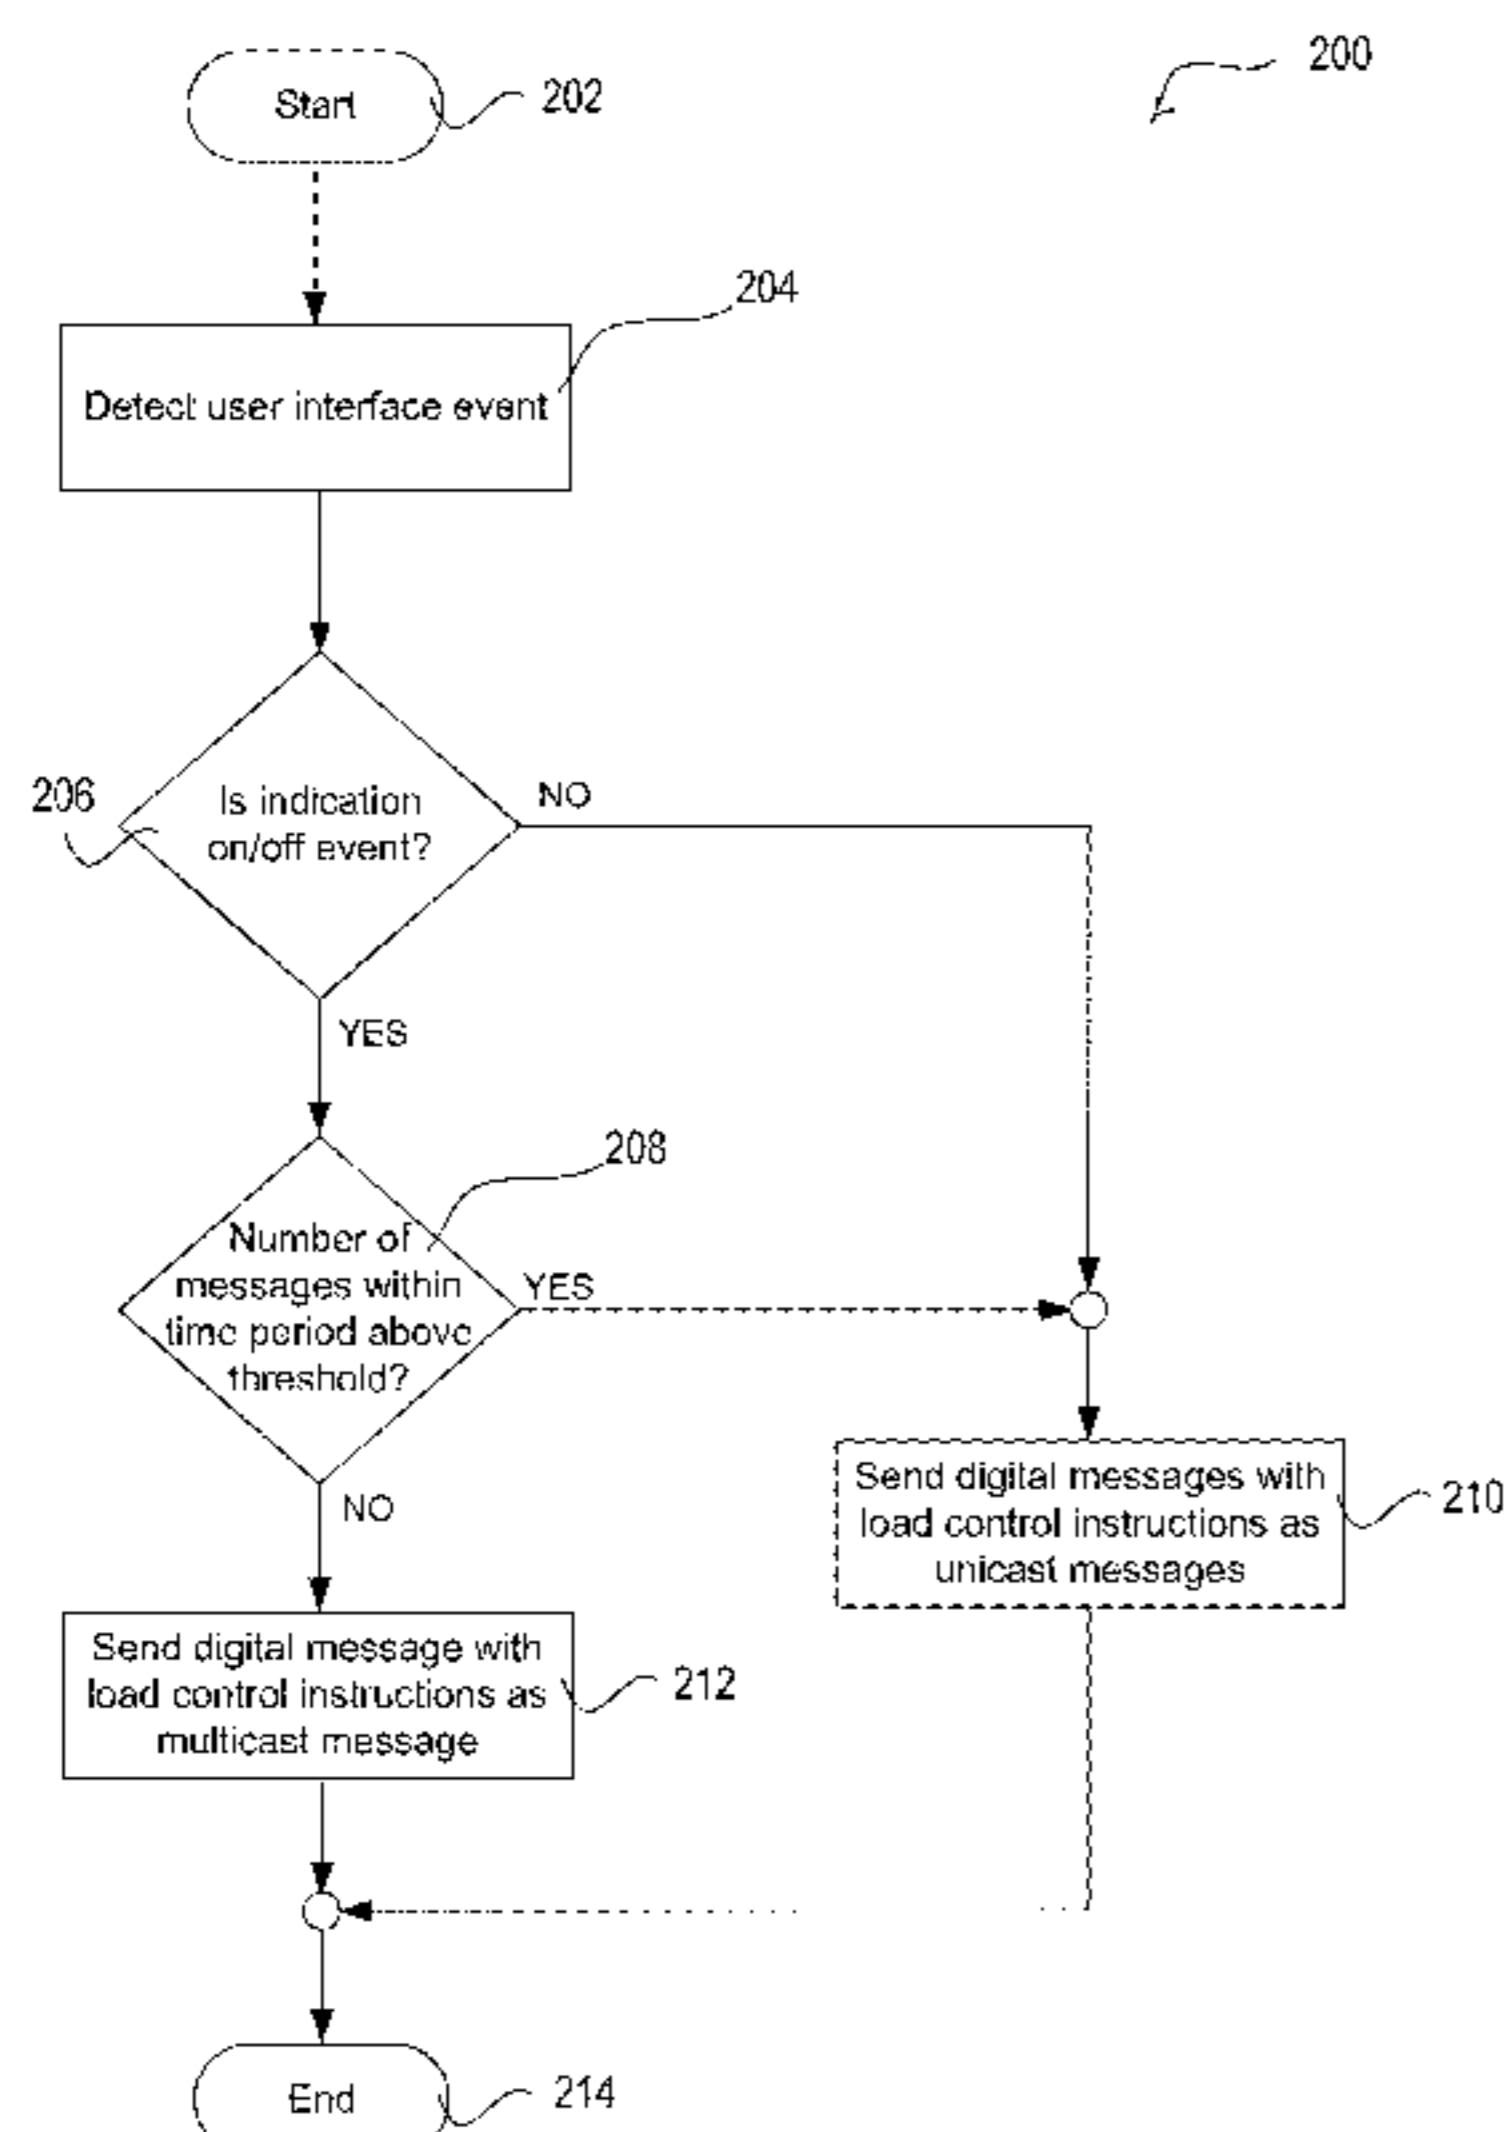 200
Start
202
204
Detect user interface event
206
Is indication
on/off event?
NO
YES
208
Number of
messages within
time period above
threshold?
YES
NO
Send digital messages with
load control instructions as
unicast messages
210
Send digital message with
load control instructions as
multicast message
212
End
214